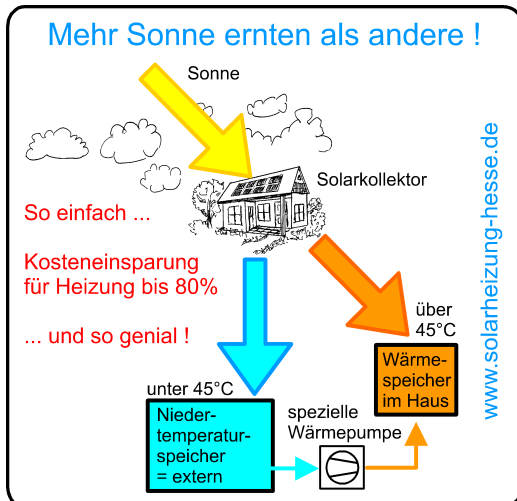 Mehr Sonne ernten als andere !
Sonne
Solarkollektor
So einfach ...
Kosteneinsparung
für Heizung bis 80%
... und so genial !
über
45°C
Wärme-
speicher
im Haus
unter 45°C
Nieder-
temperatur-
speicher
= extern
spezielle
Wärmepumpe
www.solarheizung-hesse.de